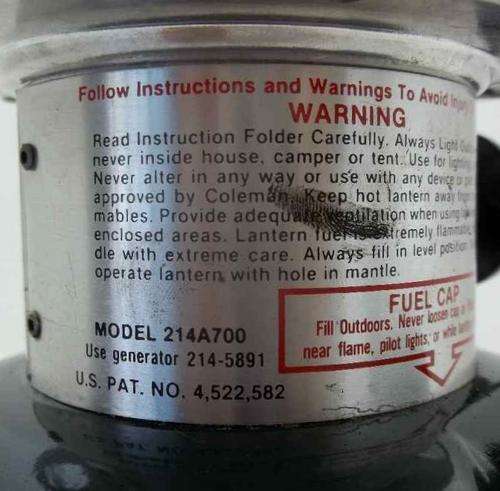 Follow Instructions and Warnings To Avoid Injury
WARNING
Read Instruction Folder Carefully. Always Light
never inside house, camper or tent. Use for lighting
Never alter in any way or use with any device or
approved by Coleman. Keep hot lantern away
mables. Provide adequate ventilation when using
enclosed areas. Lantern fuel is extremely flammable
dle with extreme care. Always fill in level position
operate lantern with hole in mantle.
FUEL CAP
Fill Outdoors. Never loosen cap
near flame, pilot lights, or while
MODEL 214A700
Use generator 214-5891
U.S. PAT. NO. 4,522,582